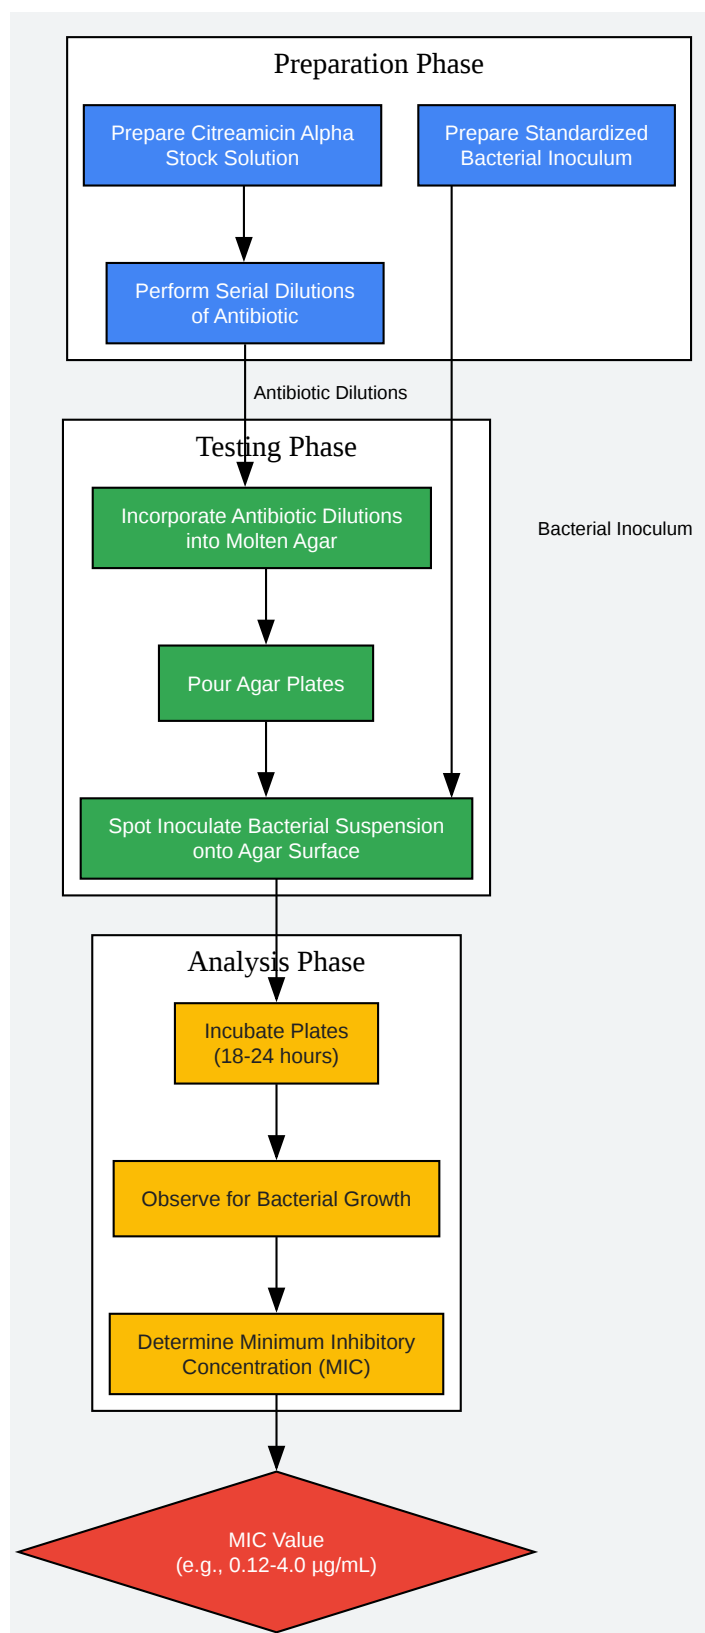 Preparation Phase
Prepare Citreamicin Alpha
Stock Solution
Prepare Standardized
Bacterial Inoculum
Perform Serial Dilutions
of Antibiotic
Antibiotic Dilutions
Testing Phase
Incorporate Antibiotic Dilutions
into Molten Agar
Bacterial Inoculum
Pour Agar Plates
Spot Inoculate Bacterial Suspension
onto Agar Surface
Analysis Phase
Incubate Plates
(18-24 hours)
Observe for Bacterial Growth
Determine Minimum Inhibitory
Concentration (MIC)
MIC Value
(e.g., 0.12-4.0 µg/mL)